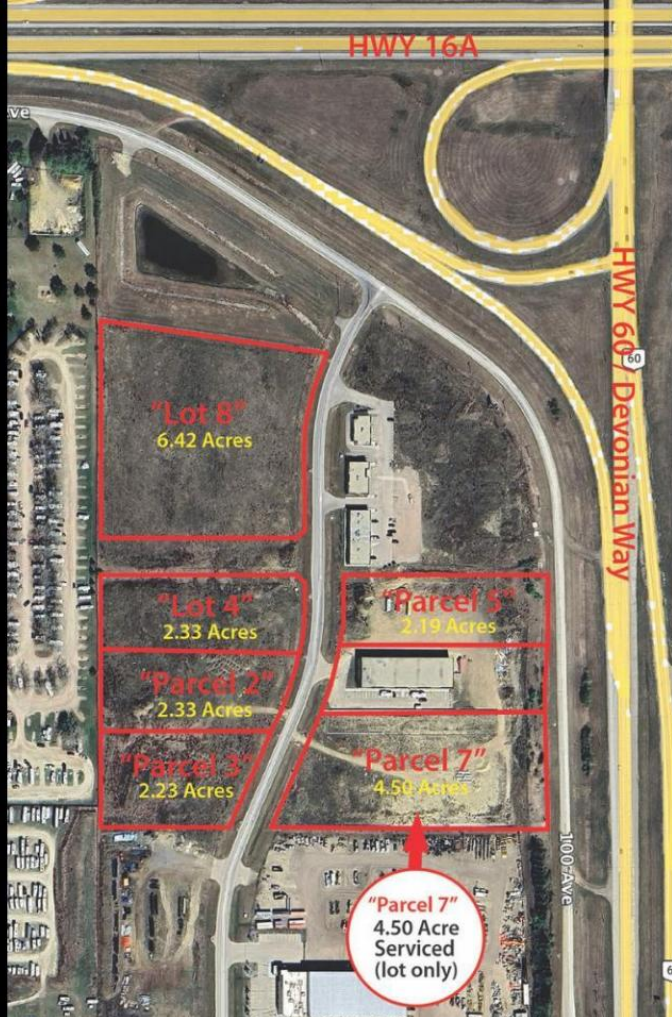 HWY 16A
ve
HWY 60 / Devonian Way
60
"Lot 8"
6.42 Acres
"Lot 4"
2.33 Acres
"Parcel 5"
2.19 Acres
"Parcel 2"
2.33 Acres
"Parcel 3"
2.23 Acres
"Parcel 7"
4.50 Acres
100 Ave
"Parcel 7"
4.50 Acre
Serviced
(lot only)
6